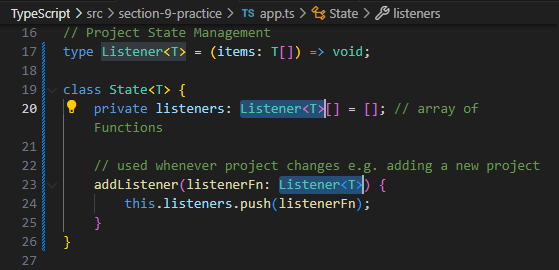 TypeScript > src > section-9-practice > TS app.ts > State > listeners
16 // Project State Management
17 type Listener<T> = (items: T[]) => void;
18
19 class State<T> {
20 private listeners: Listener<T>[] = []; // array of
Functions
21
22 // used whenever project changes e.g. adding a new project
23 addListener(listenerFn: Listener<T>) {
24 this.listeners.push(listenerFn);
25 }
26 }
27